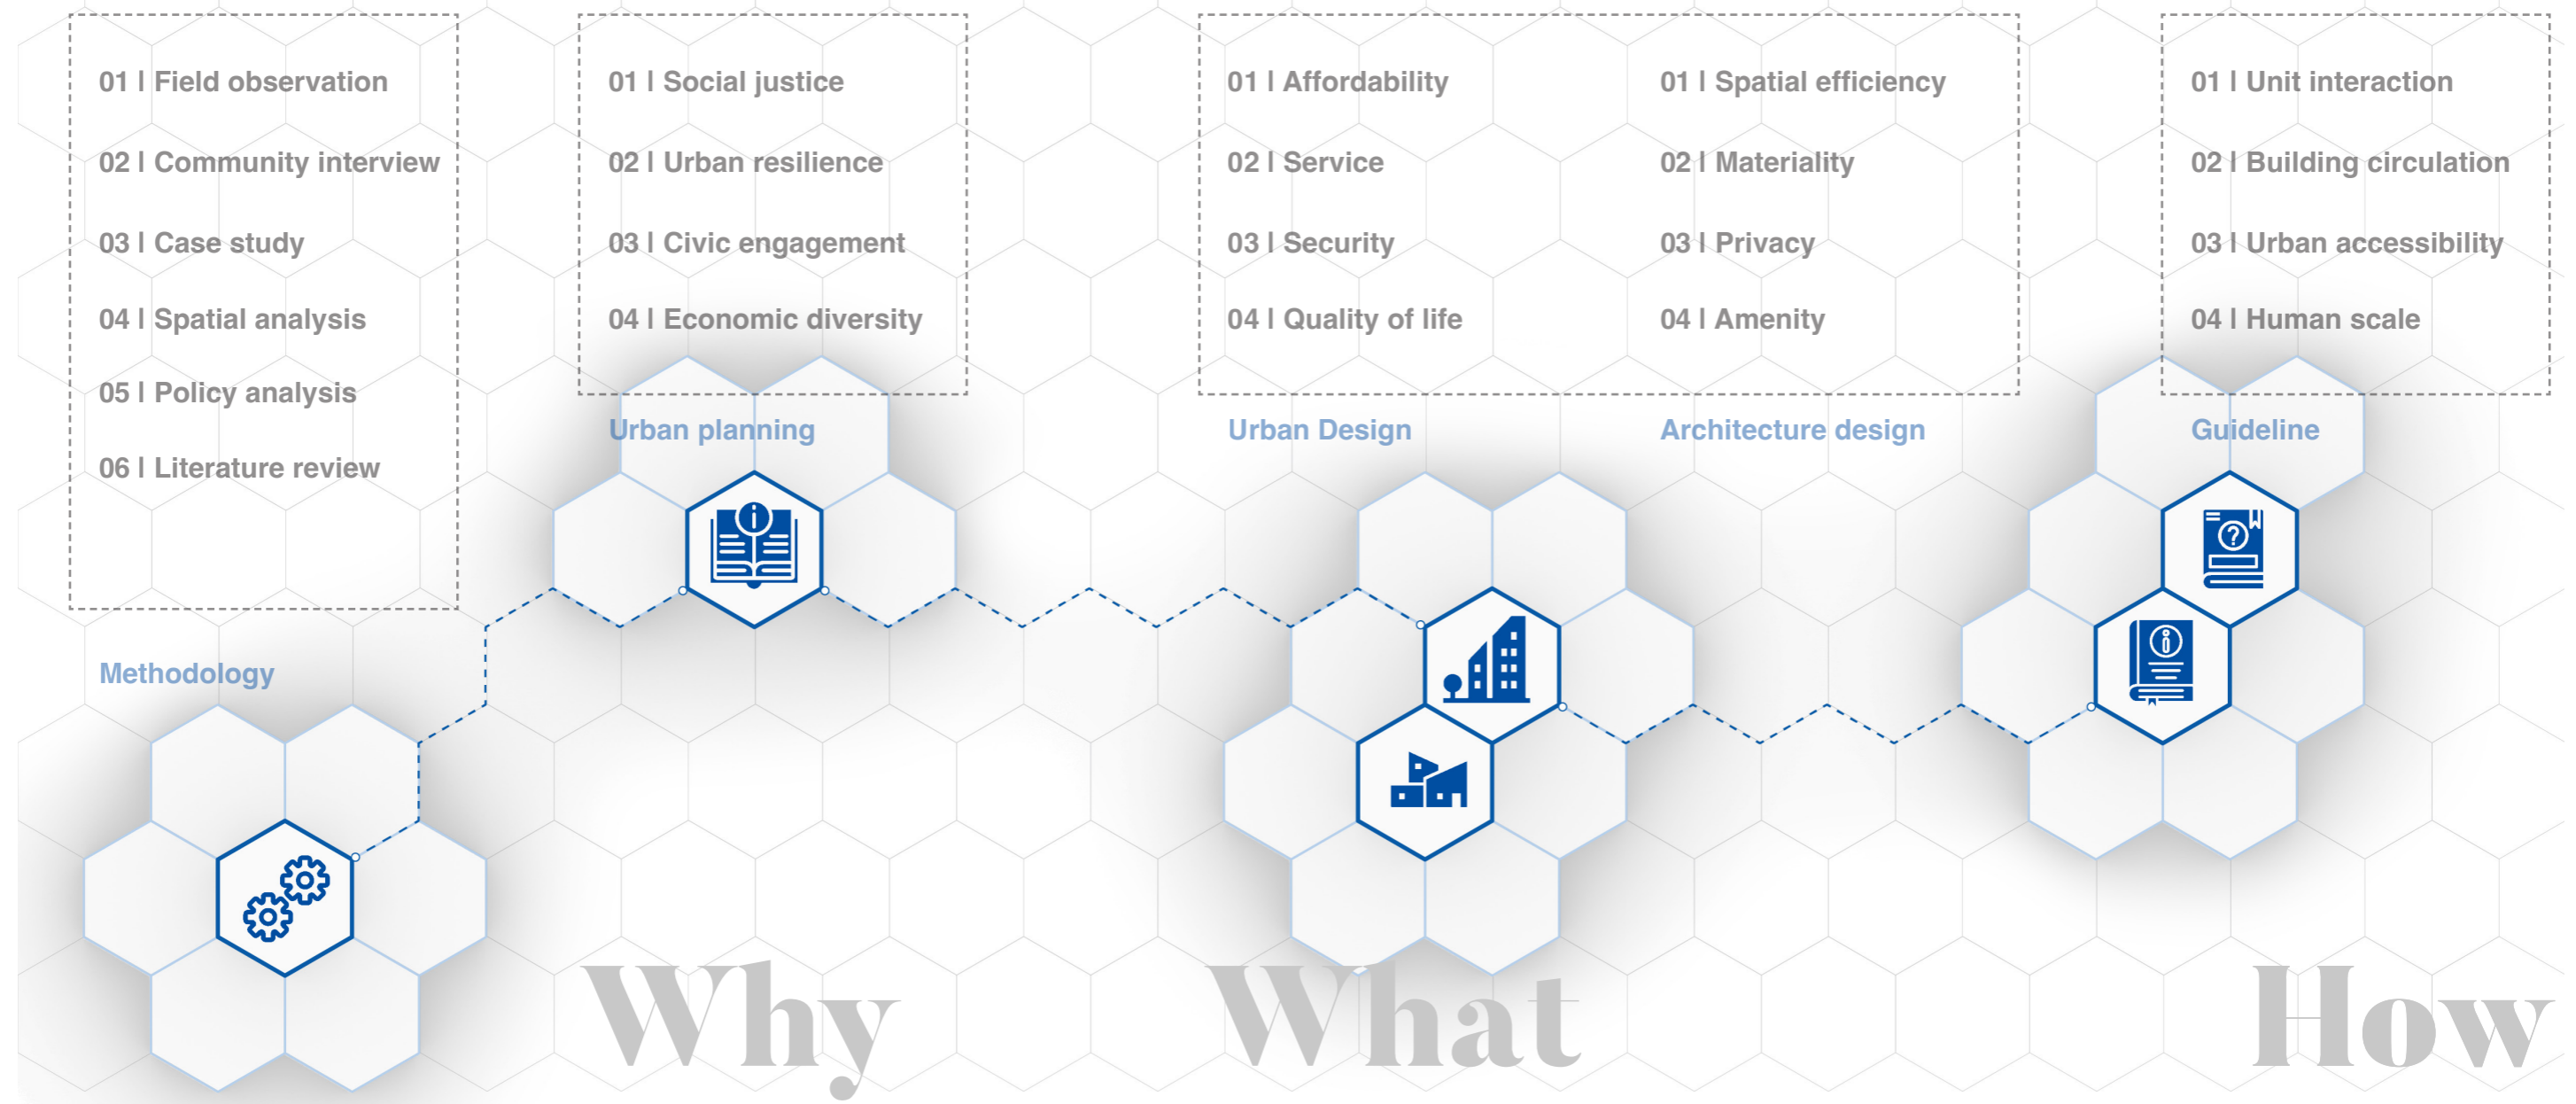 01 | Field observation
02 | Community interview
03 | Case study
04 | Spatial analysis
05 | Policy analysis
06 | Literature review
Methodology
01 | Social justice
02 | Urban resilience
03 | Civic engagement
04 | Economic diversity
Urban planning
01 | Affordability
02 | Service
03 | Security
04 | Quality of life
Urban Design
01 | Spatial efficiency
02 | Materiality
03 | Privacy
04 | Amenity
Architecture design
01 | Unit interaction
02 | Building circulation
03 | Urban accessibility
04 | Human scale
Guideline
Why
What
How